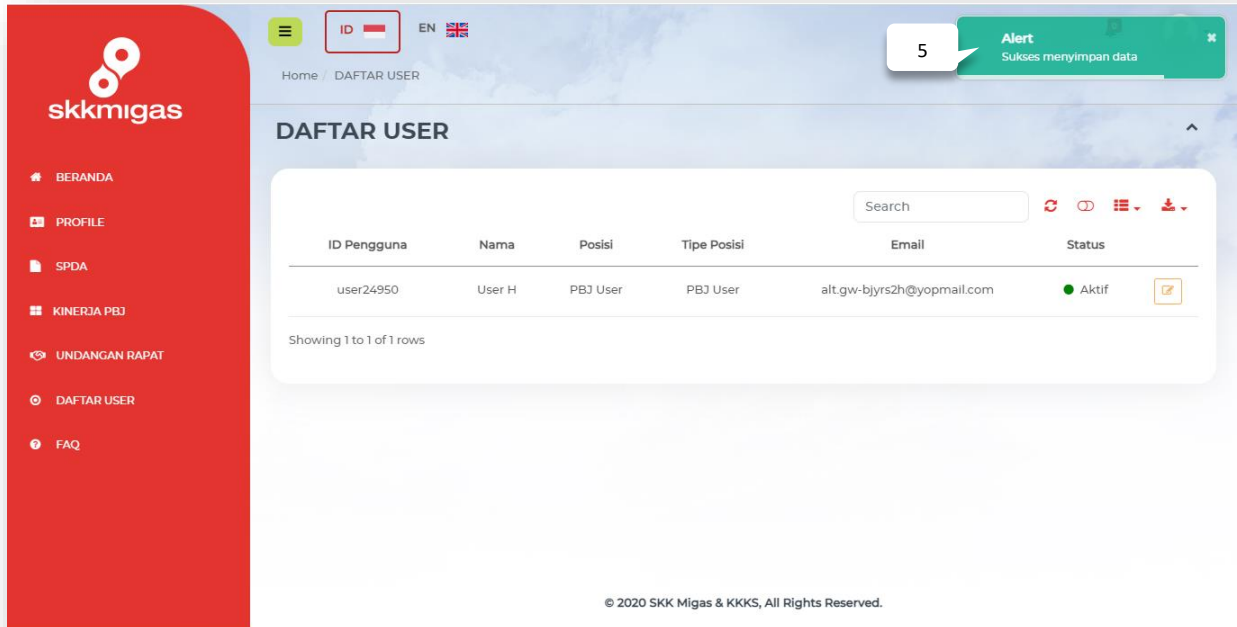 skkmigas
BERANDA
PROFILE
SPDA
KINERJA PBJ
UNDANGAN RAPAT
DAFTAR USER
FAQ
ID EN
Home / DAFTAR USER
5
Alert
Sukses menyimpan data
DAFTAR USER
Search
ID Pengguna Nama Posisi Tipe Posisi Email Status
user24950 User H PBJ User PBJ User alt.gw-bjyrs2h@yopmail.com Aktif
Showing 1 to 1 of 1 rows
© 2020 SKK Migas & KKKS, All Rights Reserved.